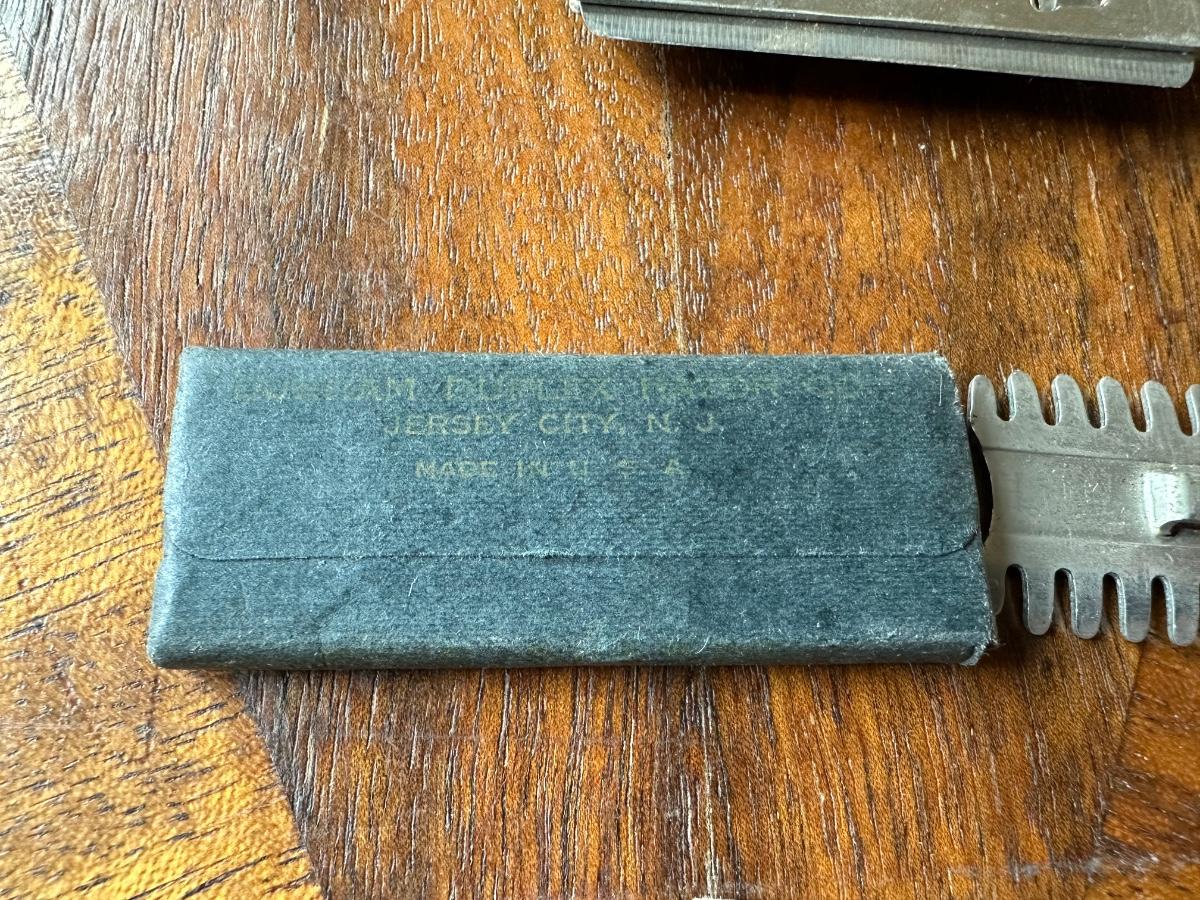 DURHAM DUPLEX RAZOR CO
JERSEY CITY, N. J.
MADE IN U S A